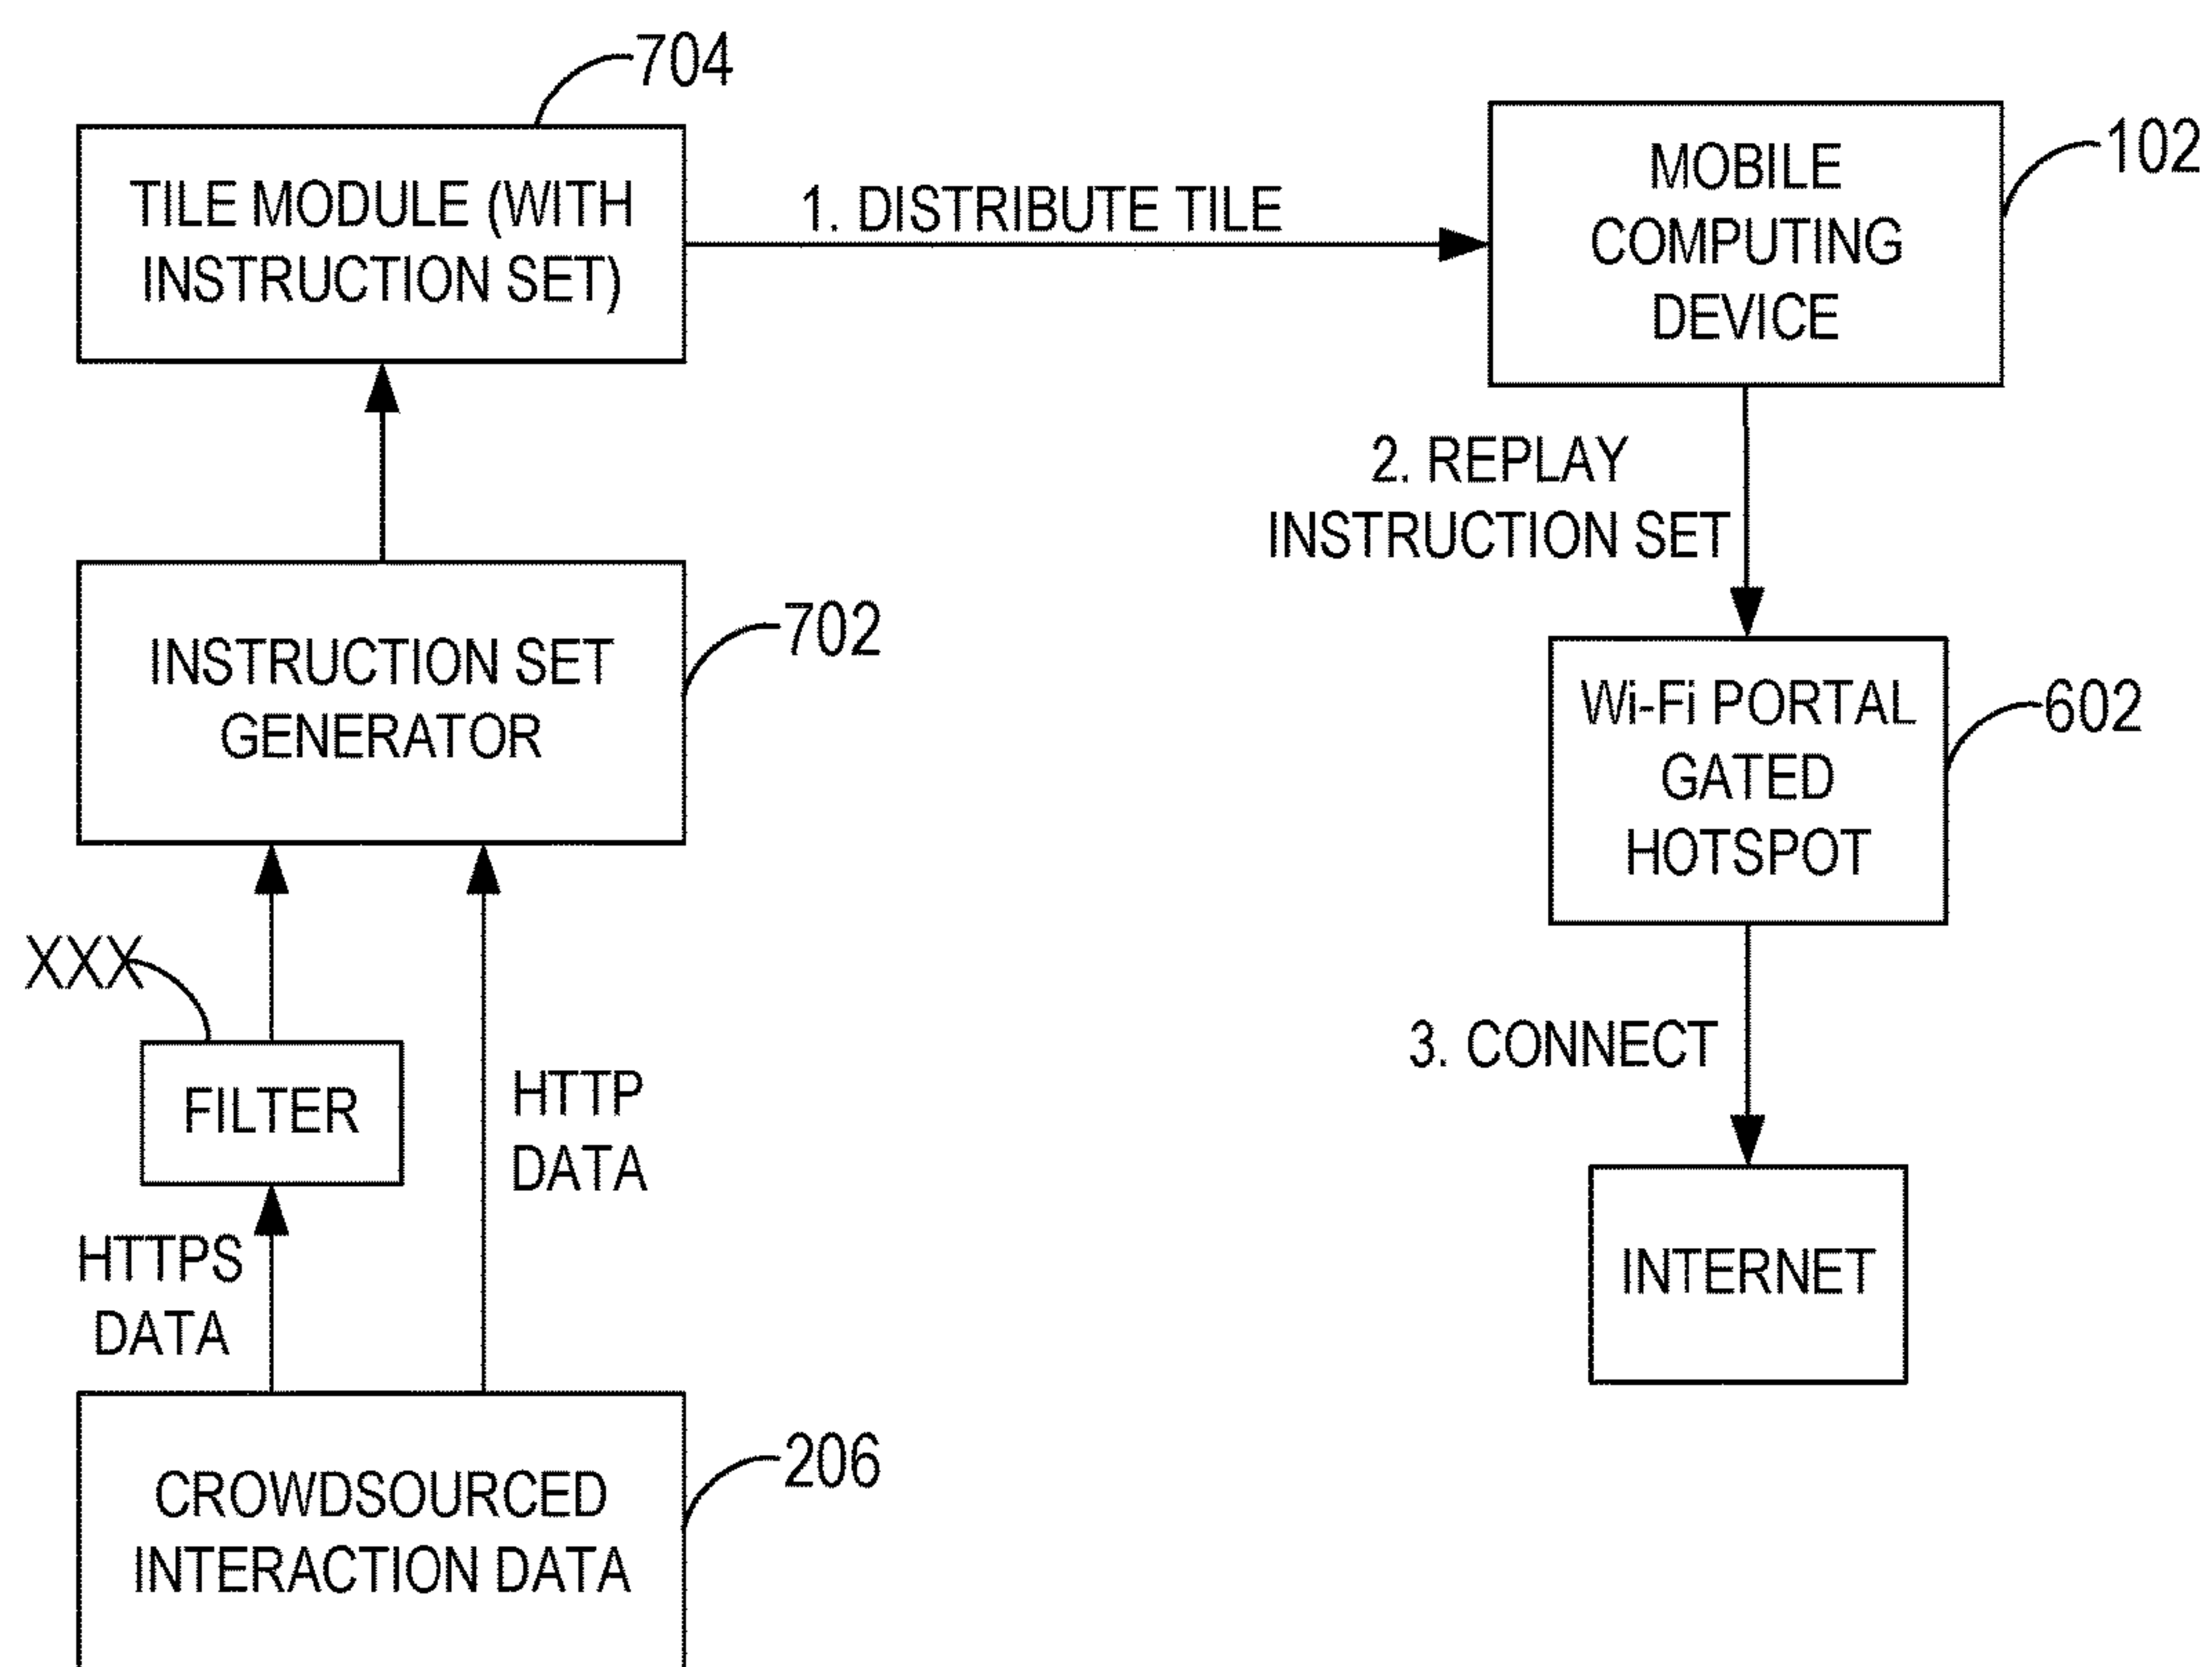 704
TILE MODULE (WITH
INSTRUCTION SET)
1. DISTRIBUTE TILE
MOBILE
COMPUTING
DEVICE
102
2. REPLAY
INSTRUCTION SET
INSTRUCTION SET
GENERATOR
702
Wi-Fi PORTAL
GATED
HOTSPOT
602
XXX
FILTER
HTTP
DATA
HTTPS
DATA
3. CONNECT
INTERNET
CROWDSOURCED
INTERACTION DATA
206